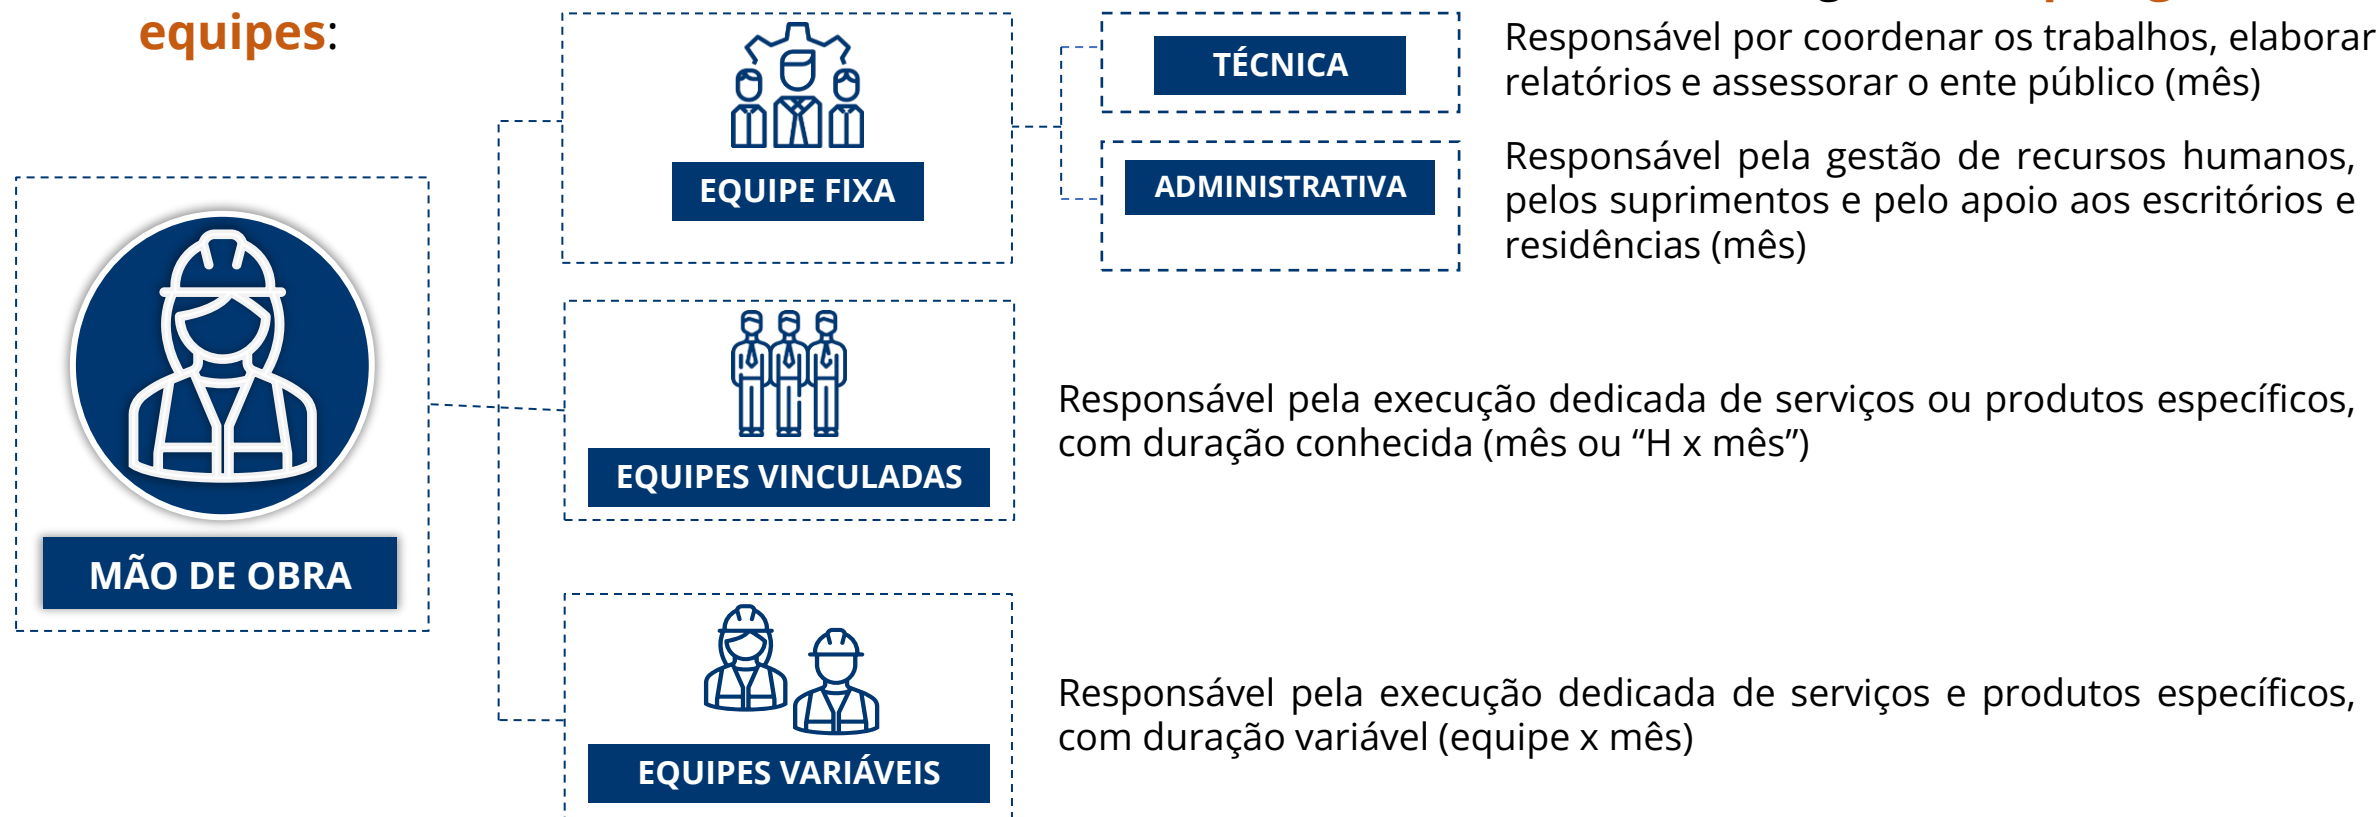 equipes:
EQUIPE FIXA
TÉCNICA
Responsável por coordenar os trabalhos, elaborar
relatórios e assessorar o ente público (mês)
ADMINISTRATIVA
Responsável pela gestão de recursos humanos,
pelos suprimentos e pelo apoio aos escritórios e
residências (mês)
MÃO DE OBRA
EQUIPES VINCULADAS
Responsável pela execução dedicada de serviços ou produtos específicos,
com duração conhecida (mês ou “H x mês”)
EQUIPES VARIÁVEIS
Responsável pela execução dedicada de serviços e produtos específicos,
com duração variável (equipe x mês)